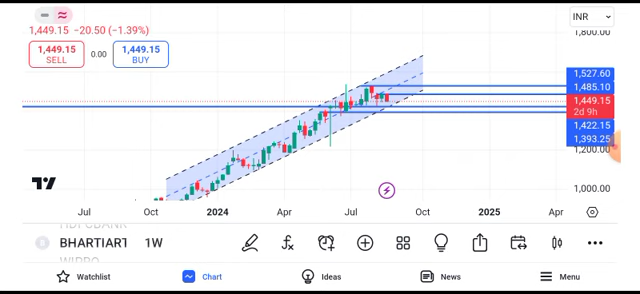 INR
1,800.00
1,449.15 −20.50 (−1.39%)
1,449.15 SELL
0.00
1,449.15 BUY
1,527.60
1,485.10
1,449.15
2d 9h
1,422.15
1,393.25
1,200.00
1,000.00
Jul Oct 2024 Apr Jul Oct 2025 Apr
HDFCBANK
BHARTIART 1W
WIPRO
Watchlist Chart Ideas News Menu